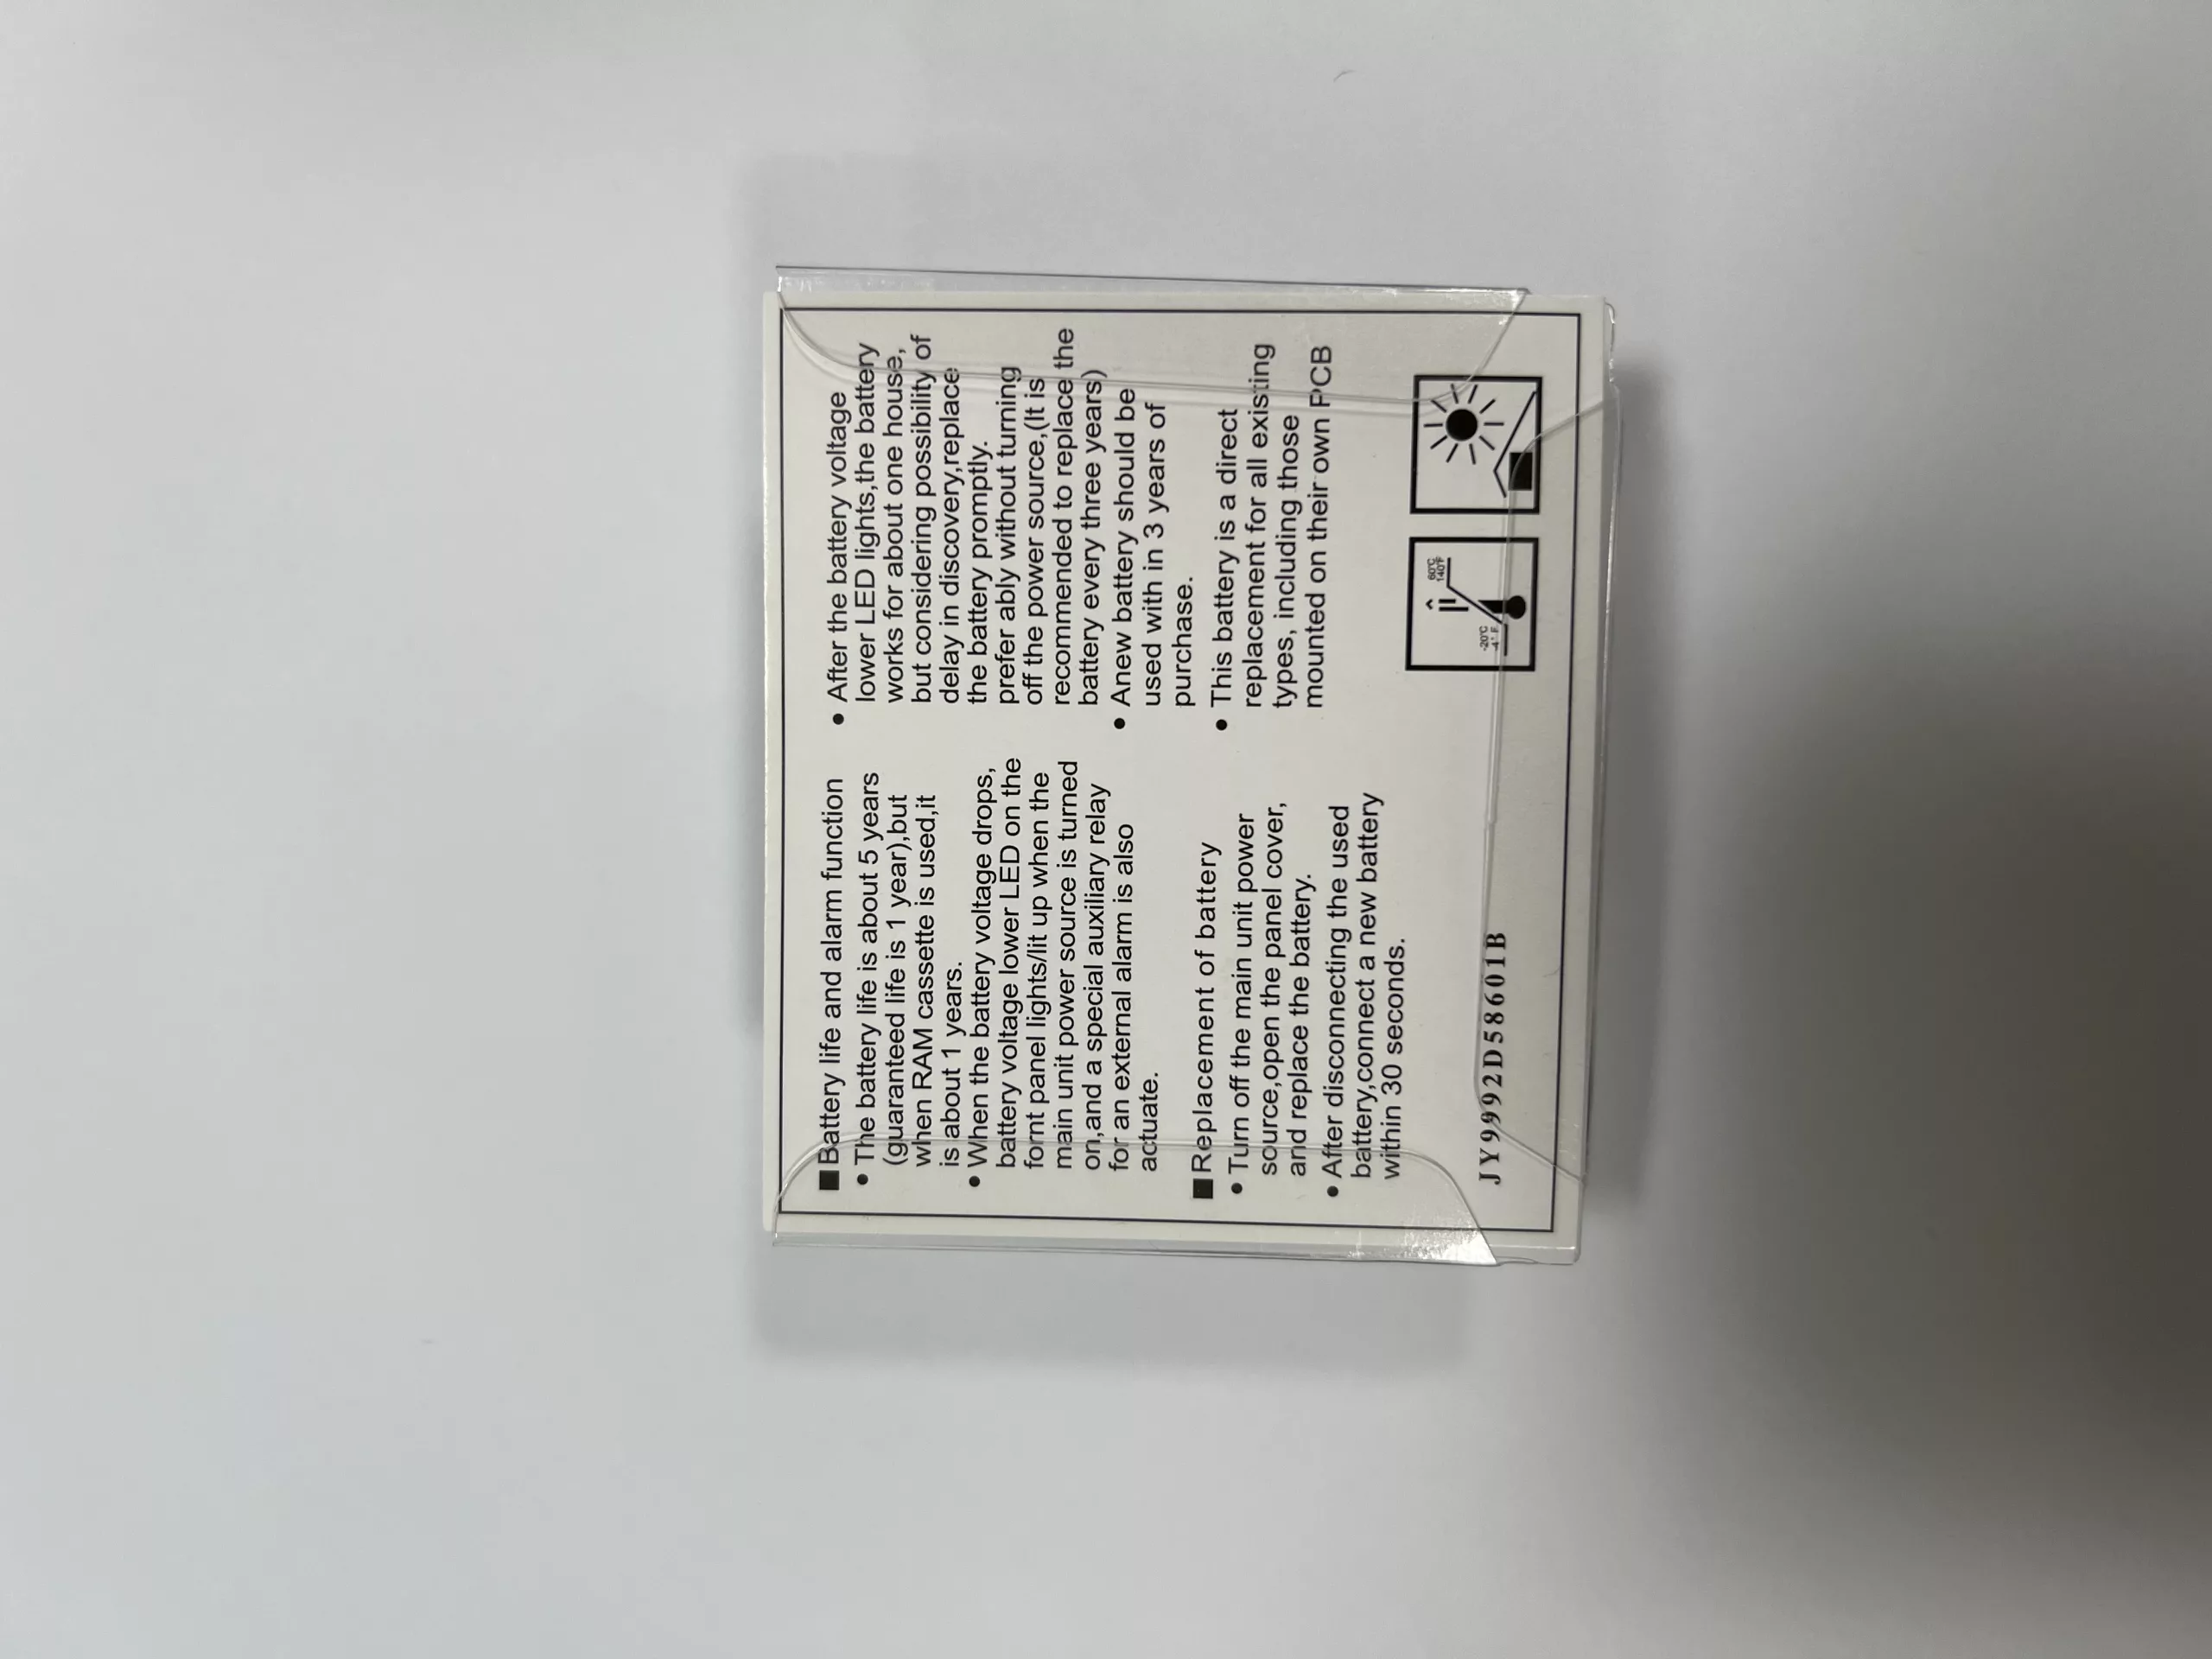 ■ Battery life and alarm function
• The battery life is about 5 years
(guaranteed life is 1 year),but
when RAM cassette is used,it
is about 1 years.
• When the battery voltage drops,
battery voltage lower LED on the
fornt panel lights/lit up when the
main unit power source is turned
on,and a special auxiliary relay
for an external alarm is also
actuate.
■ Replacement of battery
• Turn off the main unit power
source,open the panel cover,
and replace the battery.
• After disconnecting the used
battery,connect a new battery
within 30 seconds.
JY9992D58601B
• After the battery voltage
lower LED lights,the battery
works for about one house,
but considering possibility of
delay in discovery,replace
the battery promptly.
prefer ably without turning
off the power source,(It is
recommended to replace the
battery every three years)
• Anew battery should be
used with in 3 years of
purchase.
• This battery is a direct
replacement for all existing
types, including those
mounted on their own PCB
60°C
140°F
-20°C
-4° F